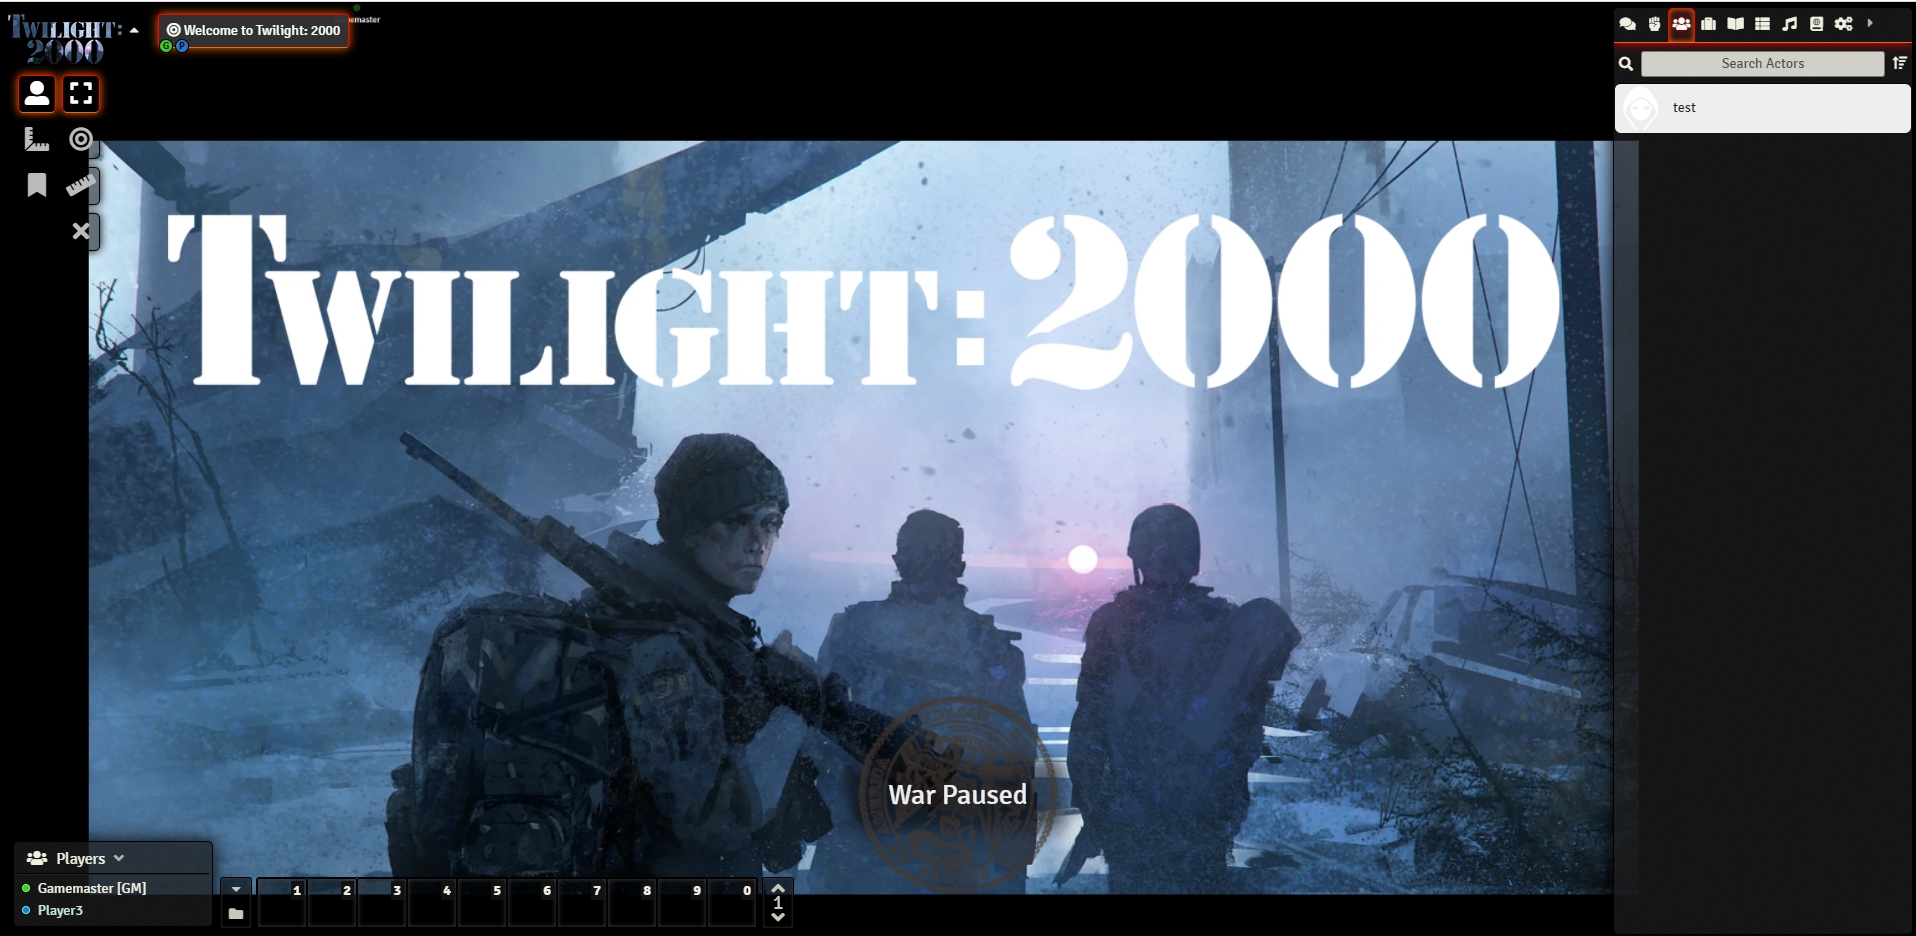 TWILIGHT:
2000
Welcome to Twilight: 2000
G P
Search Actors
test
TWILIGHT: 2000
War Paused
Players
Gamemaster [GM]
Player3
1 2 3 4 5 6 7 8 9 0
1